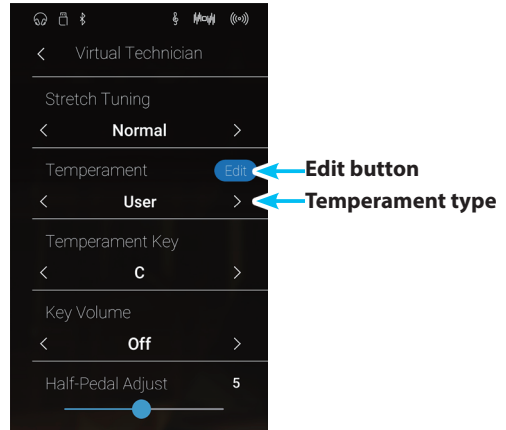 Virtual Technician
Stretch Tuning
Normal
Temperament Edit
Edit button
User
Temperament type
Temperament Key
C
Key Volume
Off
Half-Pedal Adjust 5